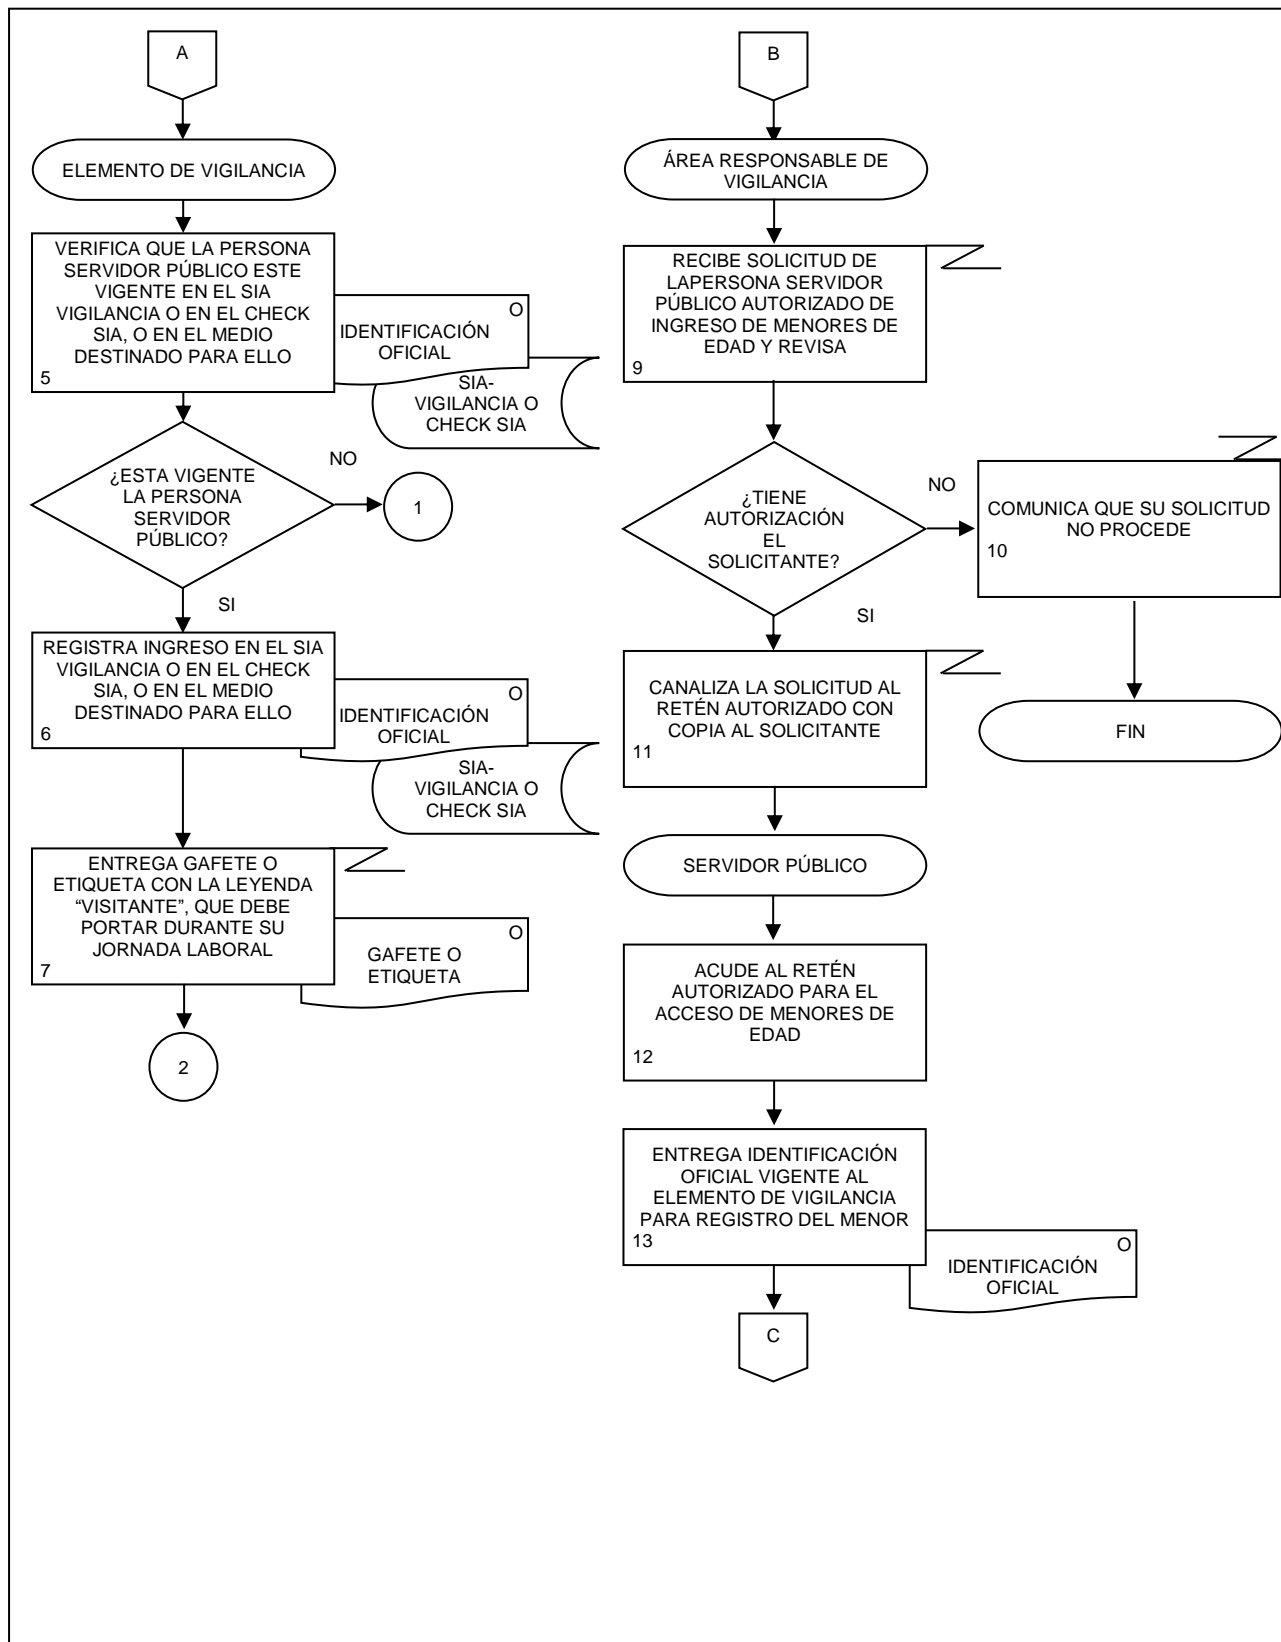 A
ELEMENTO DE VIGILANCIA
VERIFICA QUE LA PERSONA
SERVIDOR PÚBLICO ESTE
VIGENTE EN EL SIA
VIGILANCIA O EN EL CHECK
SIA, O EN EL MEDIO
DESTINADO PARA ELLO
5
O
IDENTIFICACIÓN
OFICIAL
SIA-
VIGILANCIA O
CHECK SIA
¿ESTA VIGENTE
LA PERSONA
SERVIDOR
PÚBLICO?
NO
1
SI
REGISTRA INGRESO EN EL SIA
VIGILANCIA O EN EL CHECK
SIA, O EN EL MEDIO
DESTINADO PARA ELLO
6
O
IDENTIFICACIÓN
OFICIAL
SIA-
VIGILANCIA O
CHECK SIA
ENTREGA GAFETE O
ETIQUETA CON LA LEYENDA
“VISITANTE”, QUE DEBE
PORTAR DURANTE SU
JORNADA LABORAL
7
O
GAFETE O
ETIQUETA
2
B
ÁREA RESPONSABLE DE
VIGILANCIA
RECIBE SOLICITUD DE
LAPERSONA SERVIDOR
PÚBLICO AUTORIZADO DE
INGRESO DE MENORES DE
EDAD Y REVISA
9
¿TIENE
AUTORIZACIÓN
EL
SOLICITANTE?
NO
COMUNICA QUE SU SOLICITUD
NO PROCEDE
10
FIN
SI
CANALIZA LA SOLICITUD AL
RETÉN AUTORIZADO CON
COPIA AL SOLICITANTE
11
SERVIDOR PÚBLICO
ACUDE AL RETÉN
AUTORIZADO PARA EL
ACCESO DE MENORES DE
EDAD
12
ENTREGA IDENTIFICACIÓN
OFICIAL VIGENTE AL
ELEMENTO DE VIGILANCIA
PARA REGISTRO DEL MENOR
13
O
IDENTIFICACIÓN
OFICIAL
C